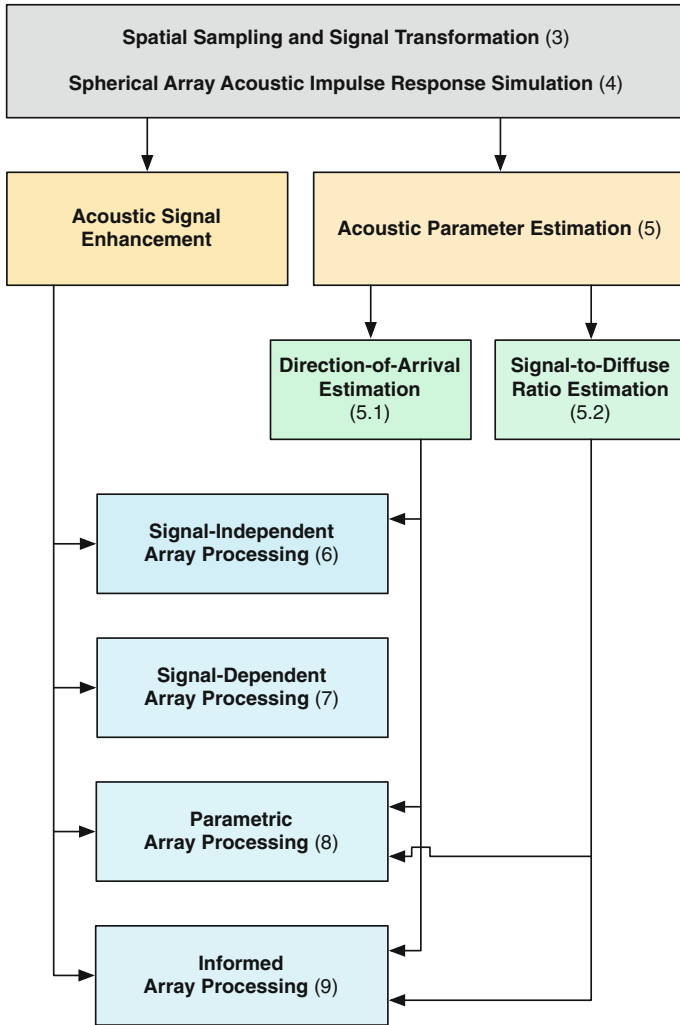 Spatial Sampling and Signal Transformation (3)
Spherical Array Acoustic Impulse Response Simulation (4)
Acoustic Signal
Enhancement
Acoustic Parameter Estimation (5)
Direction-of-Arrival
Estimation
(5.1)
Signal-to-Diffuse
Ratio Estimation
(5.2)
Signal-Independent
Array Processing (6)
Signal-Dependent
Array Processing (7)
Parametric
Array Processing (8)
Informed
Array Processing (9)